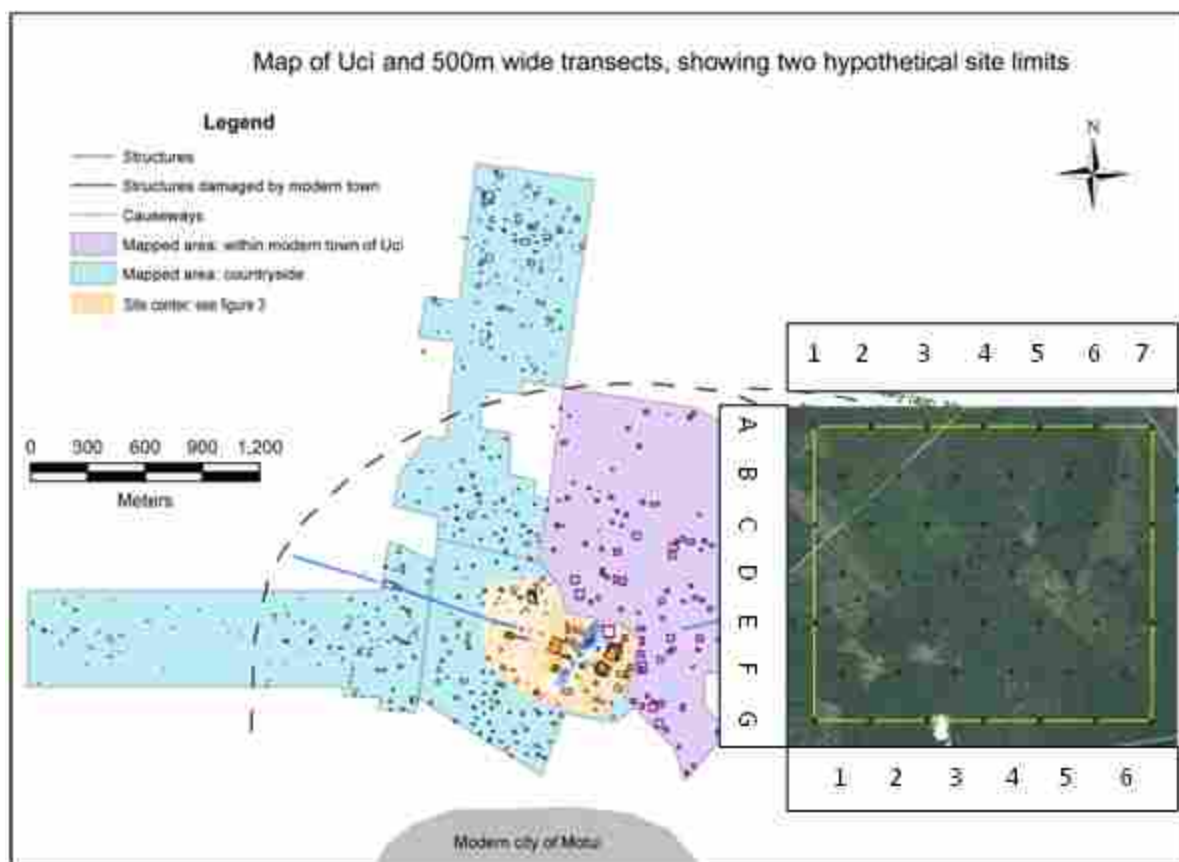 Map of Uci and 500m wide transects, showing two hypothetical site limits
Legend
Structures
Structures damaged by modern town
Causeways
Mapped area: within modern town of Uci
Mapped area: countryside
Site center: see figure 3
N
0 300 600 900 1,200
Meters
1 2 3 4 5 6 7
A
B
C
D
E
F
G
1 2 3 4 5 6
Modern city of Motul